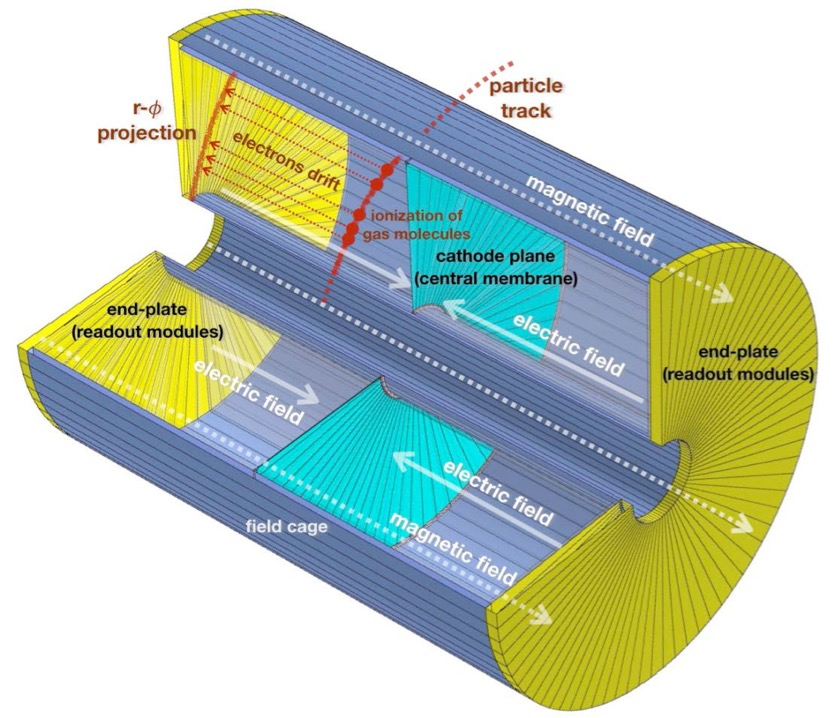 particle
track
r-ϕ
projection
electrons drift
magnetic field
ionization of
gas molecules
cathode plane
(central membrane)
end-plate
(readout modules)
electric field
end-plate
(readout modules)
electric field
electric field
magnetic field
field cage